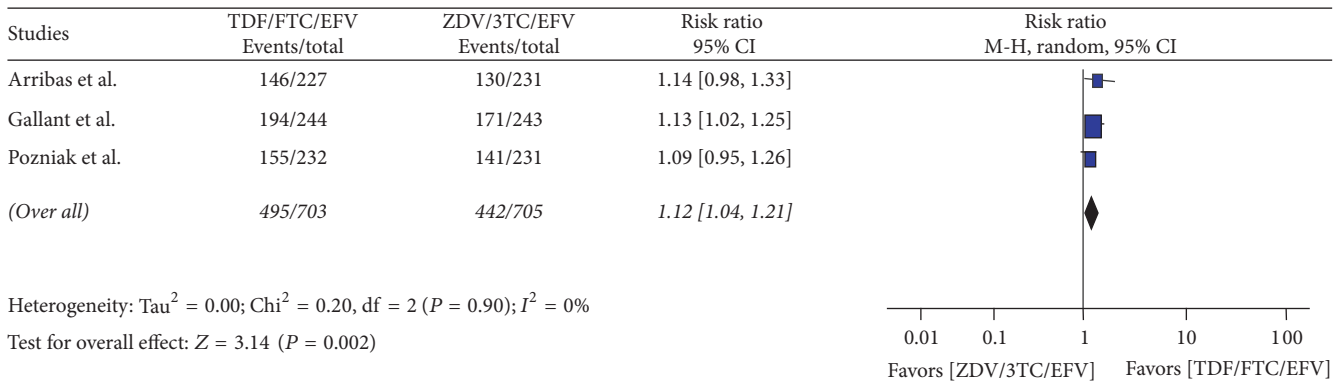 Studies TDF/FTC/EFV Events/total ZDV/3TC/EFV Events/total Risk ratio 95% CI Risk ratio M-H, random, 95% CI
Arribas et al. 146/227 130/231 1.14 [0.98, 1.33]
Gallant et al. 194/244 171/243 1.13 [1.02, 1.25]
Pozniak et al. 155/232 141/231 1.09 [0.95, 1.26]
(Over all) 495/703 442/705 1.12 [1.04, 1.21]
Heterogeneity: Tau² = 0.00; Chi² = 0.20, df = 2 (P = 0.90); I² = 0%
Test for overall effect: Z = 3.14 (P = 0.002)
0.01 0.1 1 10 100
Favors [ZDV/3TC/EFV] Favors [TDF/FTC/EFV]